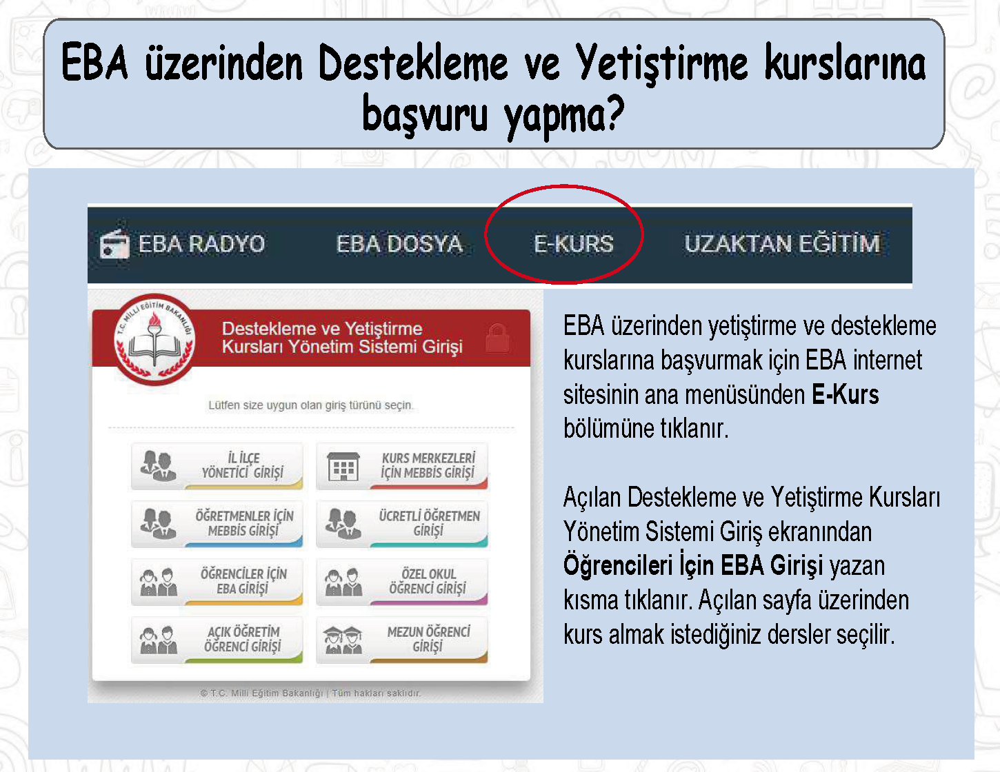 EBA üzerinden Destekleme ve Yetiştirme kurslarına
başvuru yapma?
EBA RADYO
EBA DOSYA
E-KURS
UZAKTAN EĞİTİM
T.C. MİLLİ EĞİTİM BAKANLIĞI
Destekleme ve Yetiştirme
Kursları Yönetim Sistemi Girişi
Lütfen size uygun olan giriş türünü seçin.
İL İLÇE
YÖNETİCİ GİRİŞİ
KURS MERKEZLERİ
İÇİN MEBBİS GİRİŞİ
ÖĞRETMENLER İÇİN
MEBBİS GİRİŞİ
ÜCRETLİ ÖĞRETMEN
GİRİŞİ
ÖĞRENCİLER İÇİN
EBA GİRİŞİ
ÖZEL OKUL
ÖĞRENCİ GİRİŞİ
AÇIK ÖĞRETİM
ÖĞRENCİ GİRİŞİ
MEZUN ÖĞRENCİ
GİRİŞİ
© T.C. Milli Eğitim Bakanlığı | Tüm hakları saklıdır.
EBA üzerinden yetiştirme ve destekleme
kurslarına başvurmak için EBA internet
sitesinin ana menüsünden E-Kurs
bölümüne tıklanır.
Açılan Destekleme ve Yetiştirme Kursları
Yönetim Sistemi Giriş ekranından
Öğrencileri İçin EBA Girişi yazan
kısma tıklanır. Açılan sayfa üzerinden
kurs almak istediğiniz dersler seçilir.